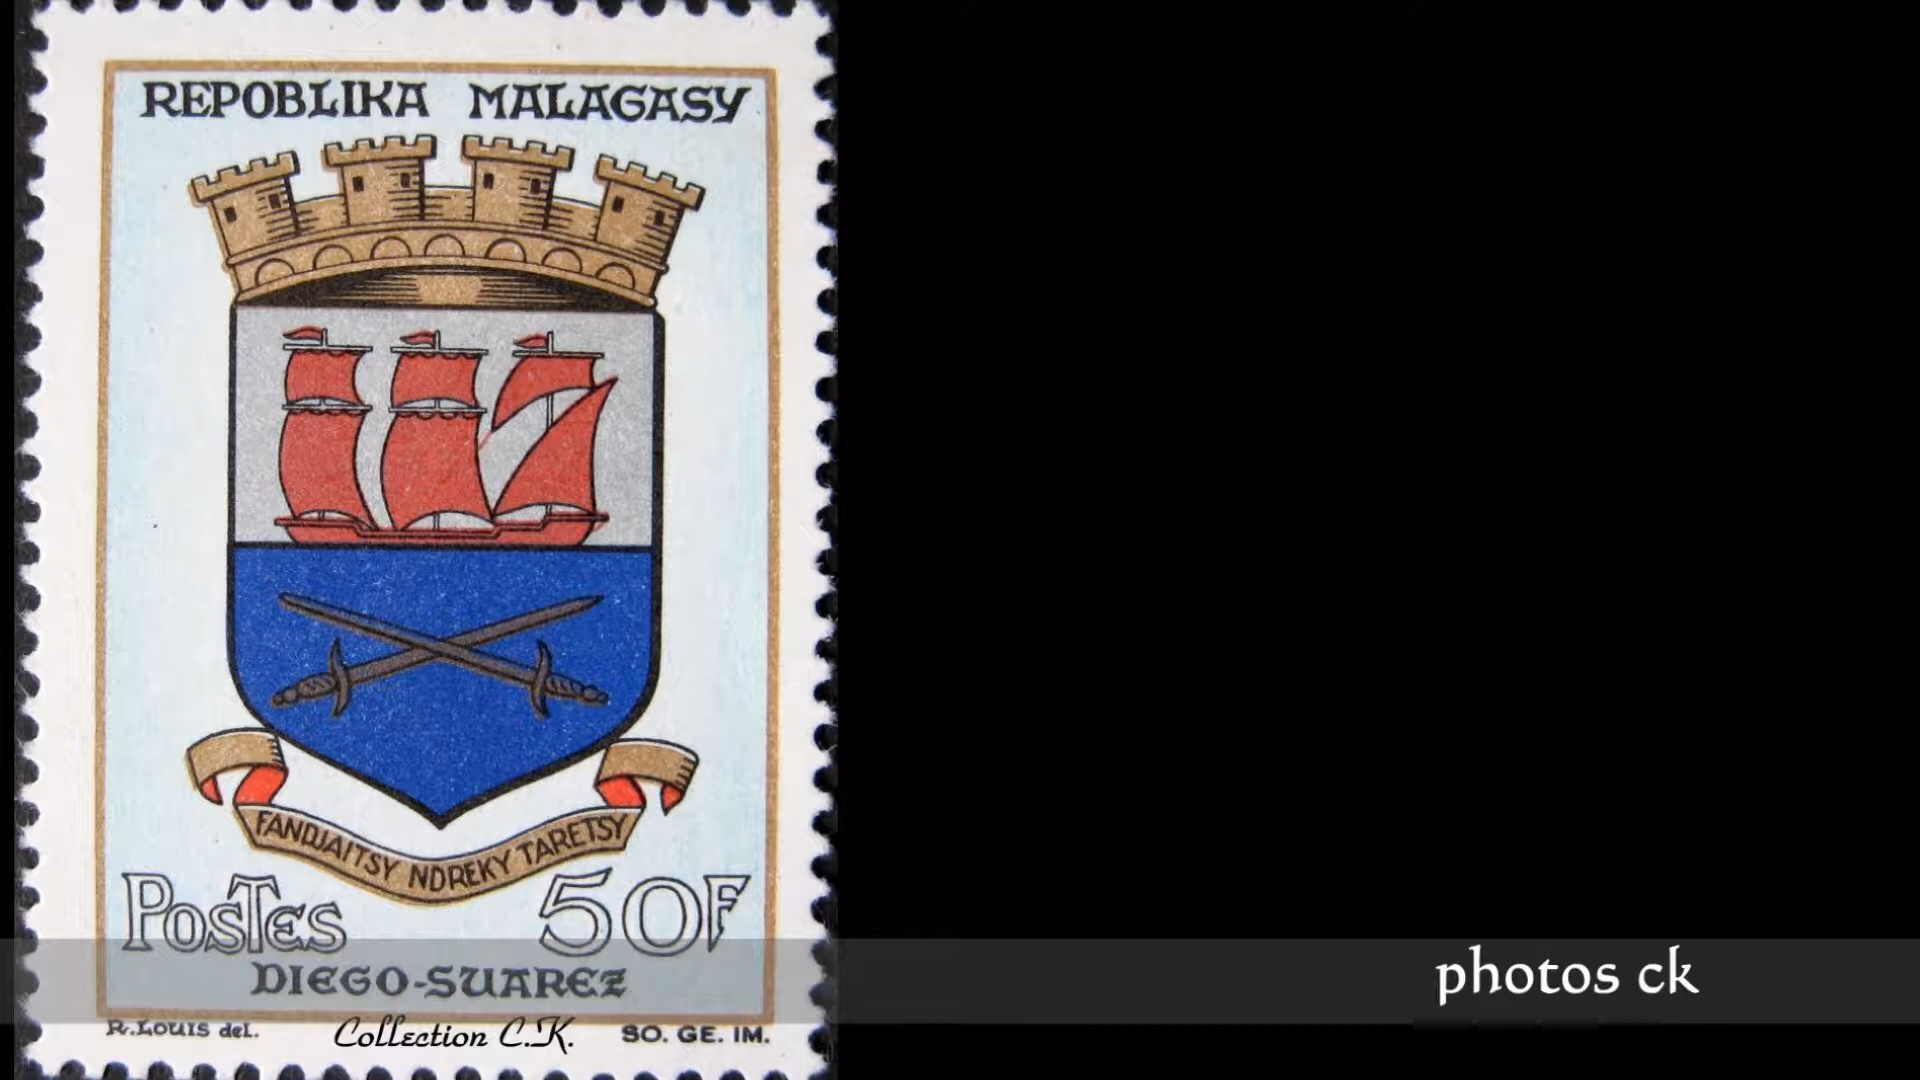 REPOBLIKA MALAGASY
FANDJAITSY NDREKY TARETSY
POSTES 50F
DIEGO-SUAREZ
R.LOUIS del. Collection C.K. SO. GE. IM.
photos ck